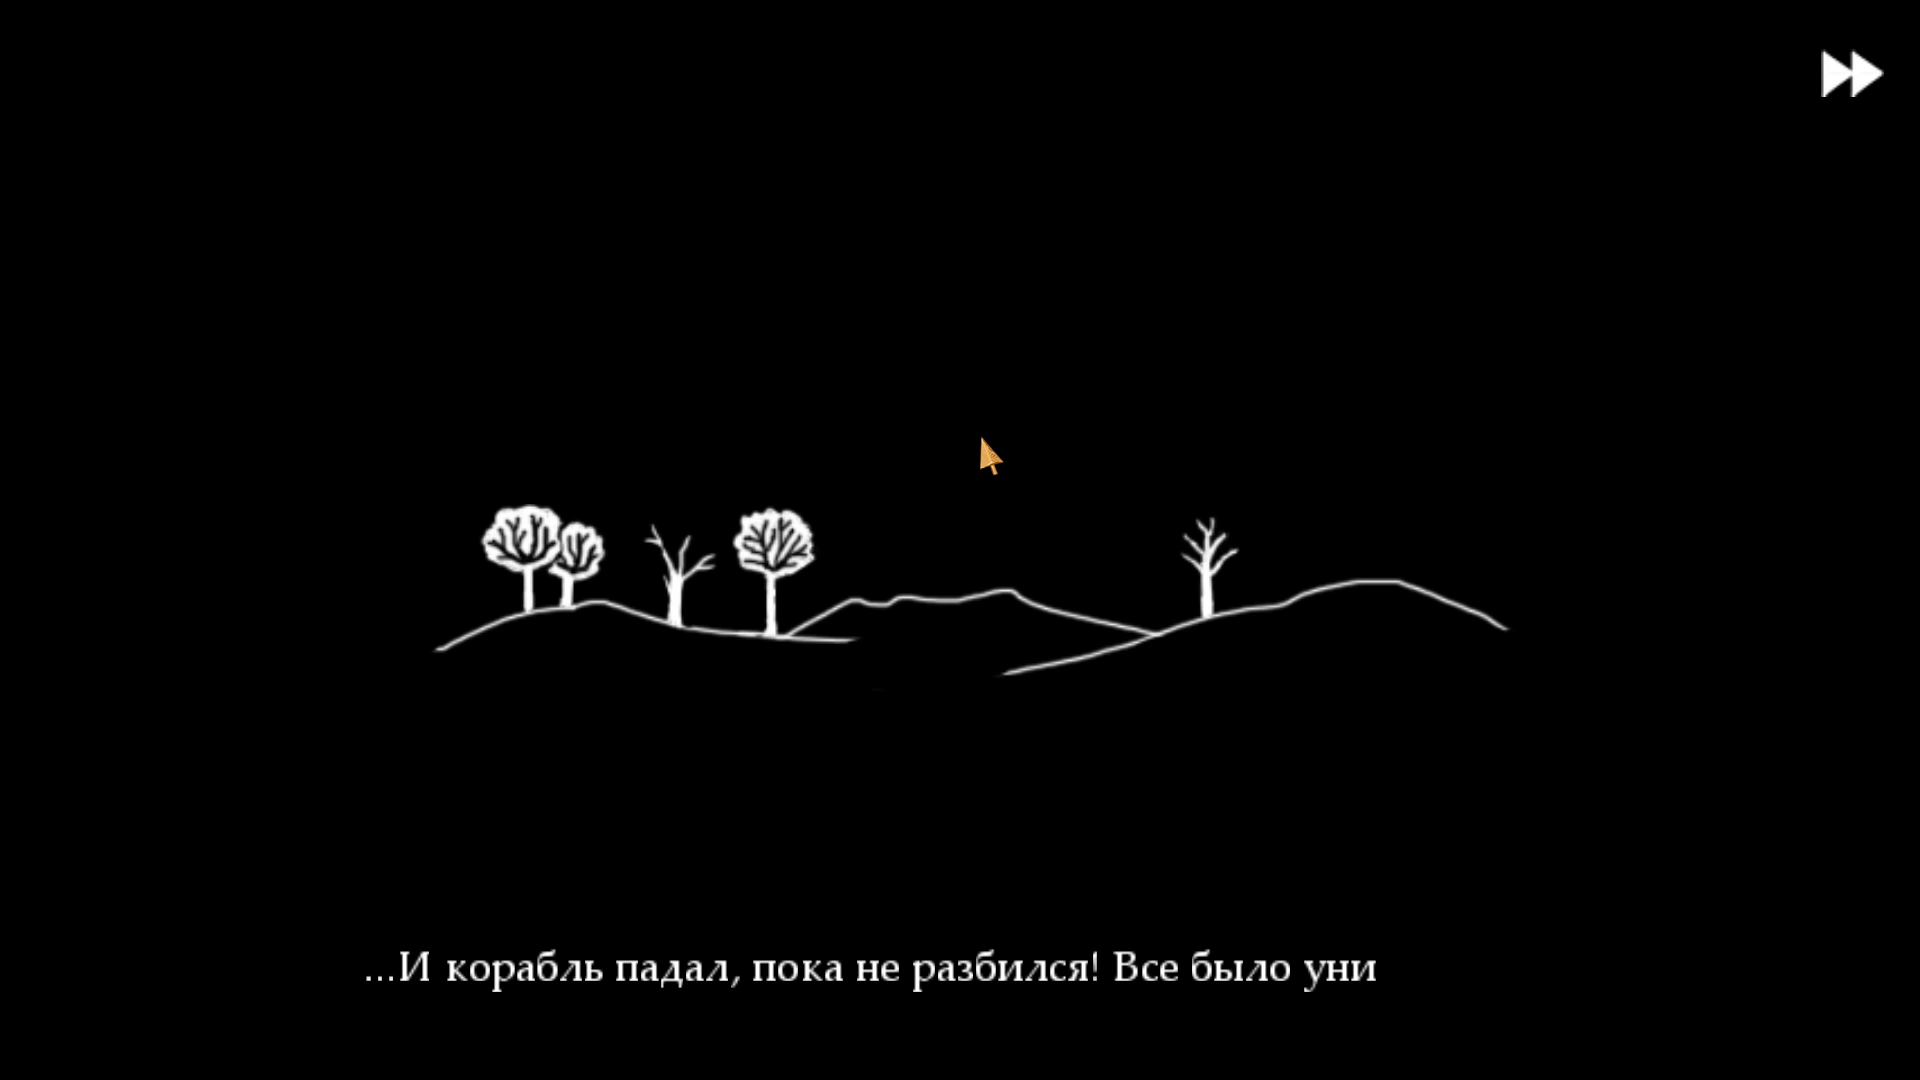 ...И корабль падал, пока не разбился! Все было уни